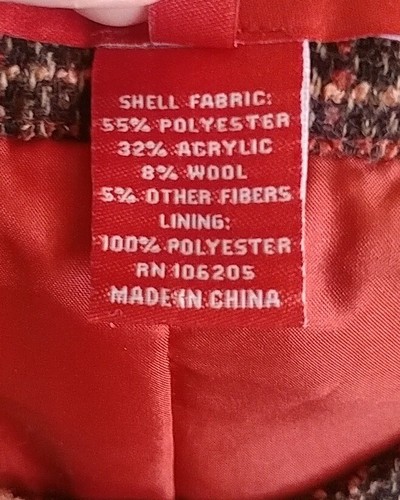 SHELL FABRIC:
55% POLYESTER
32% ACRYLIC
8% WOOL
5% OTHER FIBERS
LINING:
100% POLYESTER
RN 106205
MADE IN CHINA